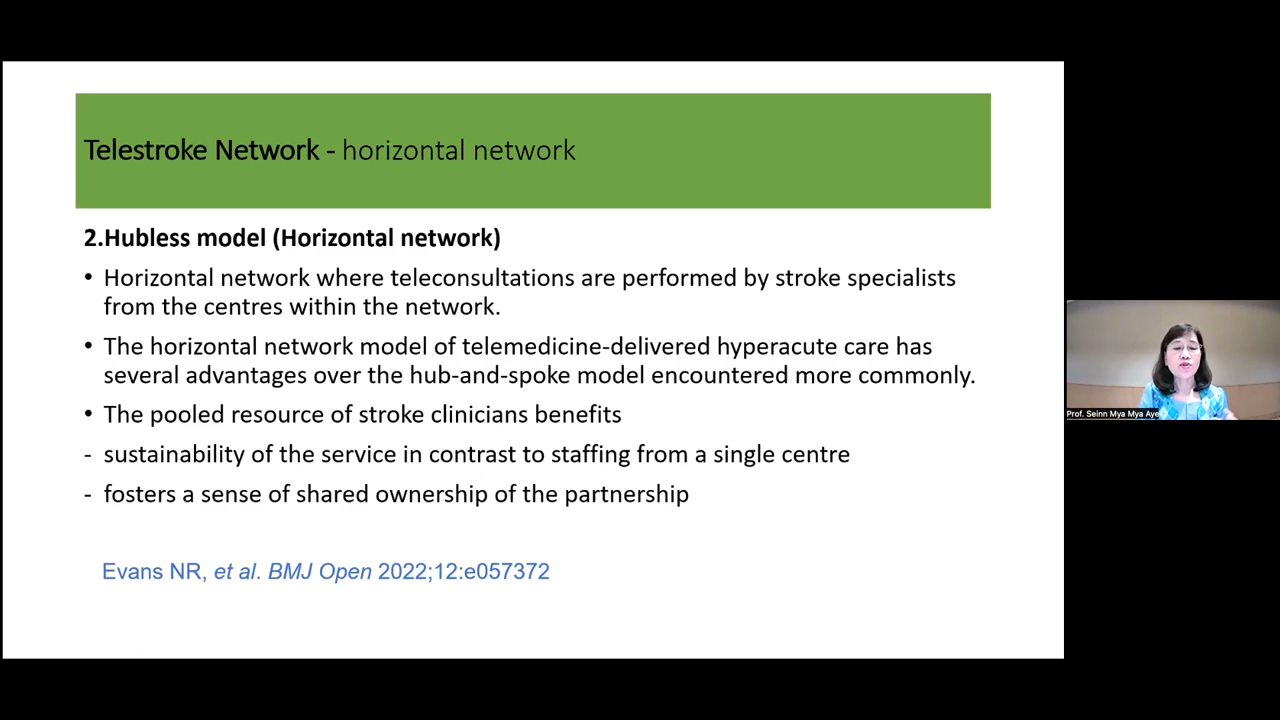 Telestroke Network - horizontal network
2.Hubless model (Horizontal network)
• Horizontal network where teleconsultations are performed by stroke specialists
from the centres within the network.
• The horizontal network model of telemedicine-delivered hyperacute care has
several advantages over the hub-and-spoke model encountered more commonly.
• The pooled resource of stroke clinicians benefits
- sustainability of the service in contrast to staffing from a single centre
- fosters a sense of shared ownership of the partnership
Evans NR, et al. BMJ Open 2022;12:e057372
Prof. Seinn Mya Mya Aye